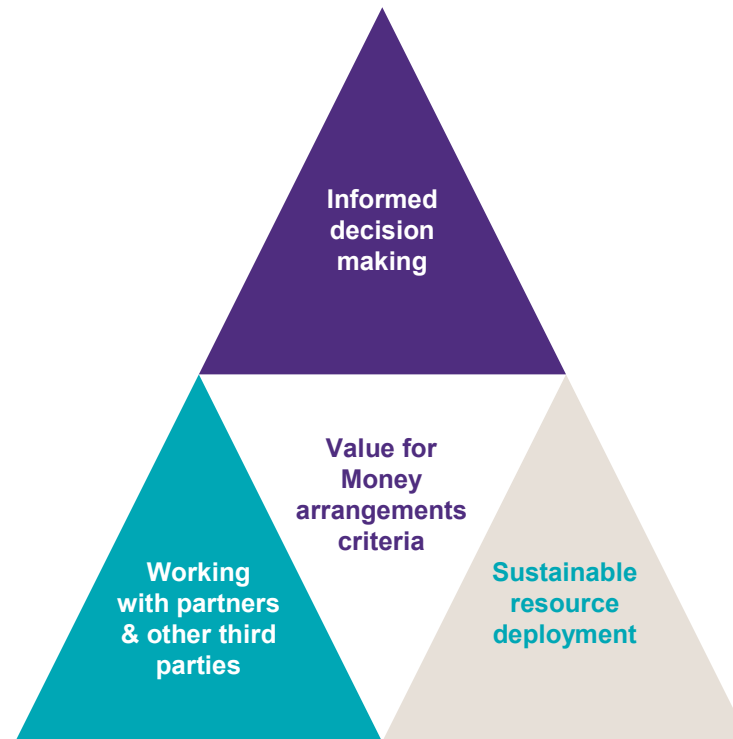 Informed
decision
making
Value for
Money
arrangements
criteria
Working
with partners
& other third
parties
Sustainable
resource
deployment